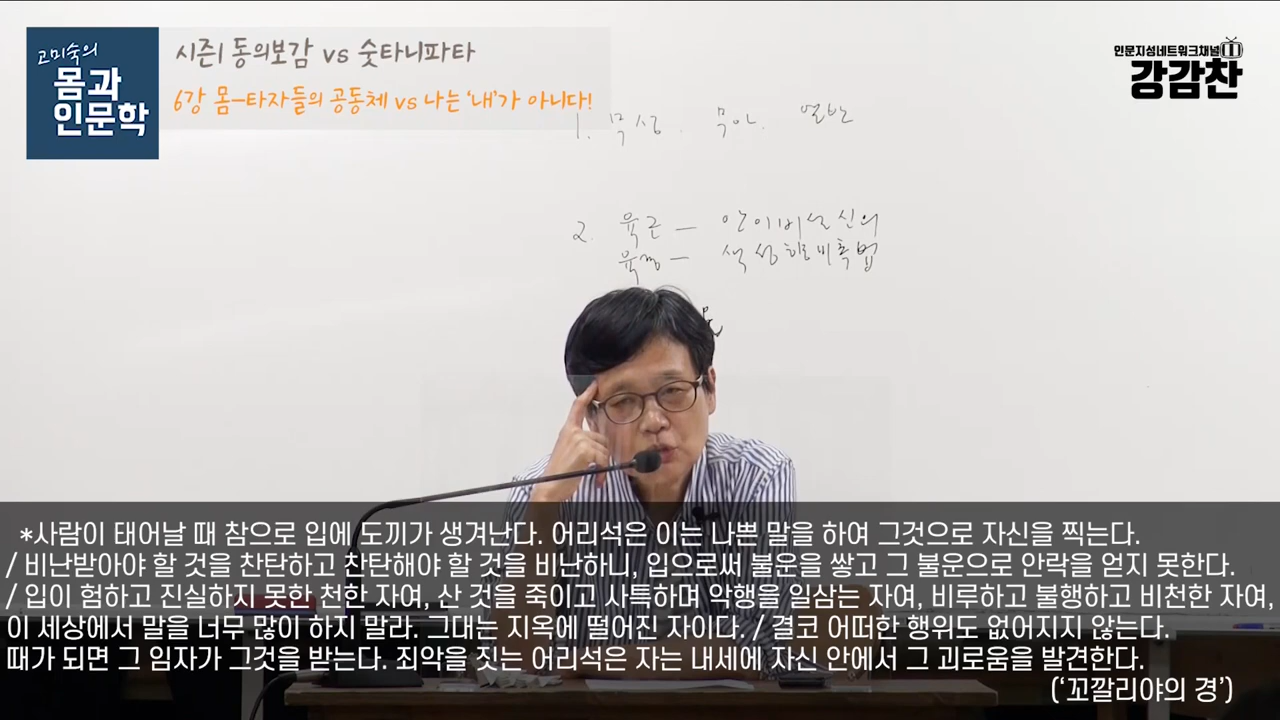 고미숙의
몸과
인문학
시즌1 동의보감 vs 숫타니파타
6강 몸-타자들의 공동체 vs 나는 '내'가 아니다!
인문지성네트워크채널
강감찬
1. 무상. 무아. 열반
2. 육근 - 안이비설신의
육경 - 색성향미촉법
*사람이 태어날 때 참으로 입에 도끼가 생겨난다. 어리석은 이는 나쁜 말을 하여 그것으로 자신을 찍는다.
/ 비난받아야 할 것을 찬탄하고 찬탄해야 할 것을 비난하니, 입으로써 불운을 쌓고 그 불운으로 안락을 얻지 못한다.
/ 입이 험하고 진실하지 못한 천한 자여, 산 것을 죽이고 사특하며 악행을 일삼는 자여, 비루하고 불행하고 비천한 자여,
이 세상에서 말을 너무 많이 하지 말라. 그대는 지옥에 떨어진 자이다. / 결코 어떠한 행위도 없어지지 않는다.
때가 되면 그 임자가 그것을 받는다. 죄악을 짓는 어리석은 자는 내세에 자신 안에서 그 괴로움을 발견한다.
('꼬깔리야의 경')